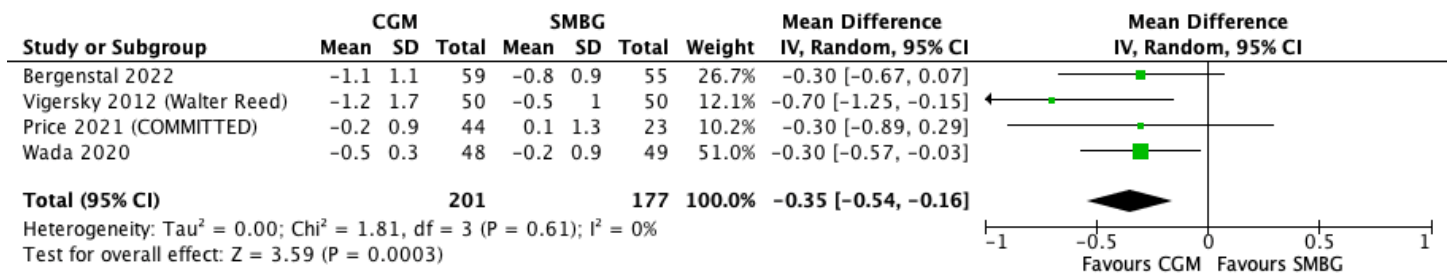 CGM SMBG Mean Difference Mean Difference
Study or Subgroup Mean SD Total Mean SD Total Weight IV, Random, 95% CI IV, Random, 95% CI
Bergenstal 2022 −1.1 1.1 59 −0.8 0.9 55 26.7% −0.30 [−0.67, 0.07]
Vigersky 2012 (Walter Reed) −1.2 1.7 50 −0.5 1 50 12.1% −0.70 [−1.25, −0.15]
Price 2021 (COMMITTED) −0.2 0.9 44 0.1 1.3 23 10.2% −0.30 [−0.89, 0.29]
Wada 2020 −0.5 0.3 48 −0.2 0.9 49 51.0% −0.30 [−0.57, −0.03]
Total (95% CI) 201 177 100.0% −0.35 [−0.54, −0.16]
Heterogeneity: Tau² = 0.00; Chi² = 1.81, df = 3 (P = 0.61); I² = 0%
Test for overall effect: Z = 3.59 (P = 0.0003)
−1 −0.5 0 0.5 1
Favours CGM Favours SMBG